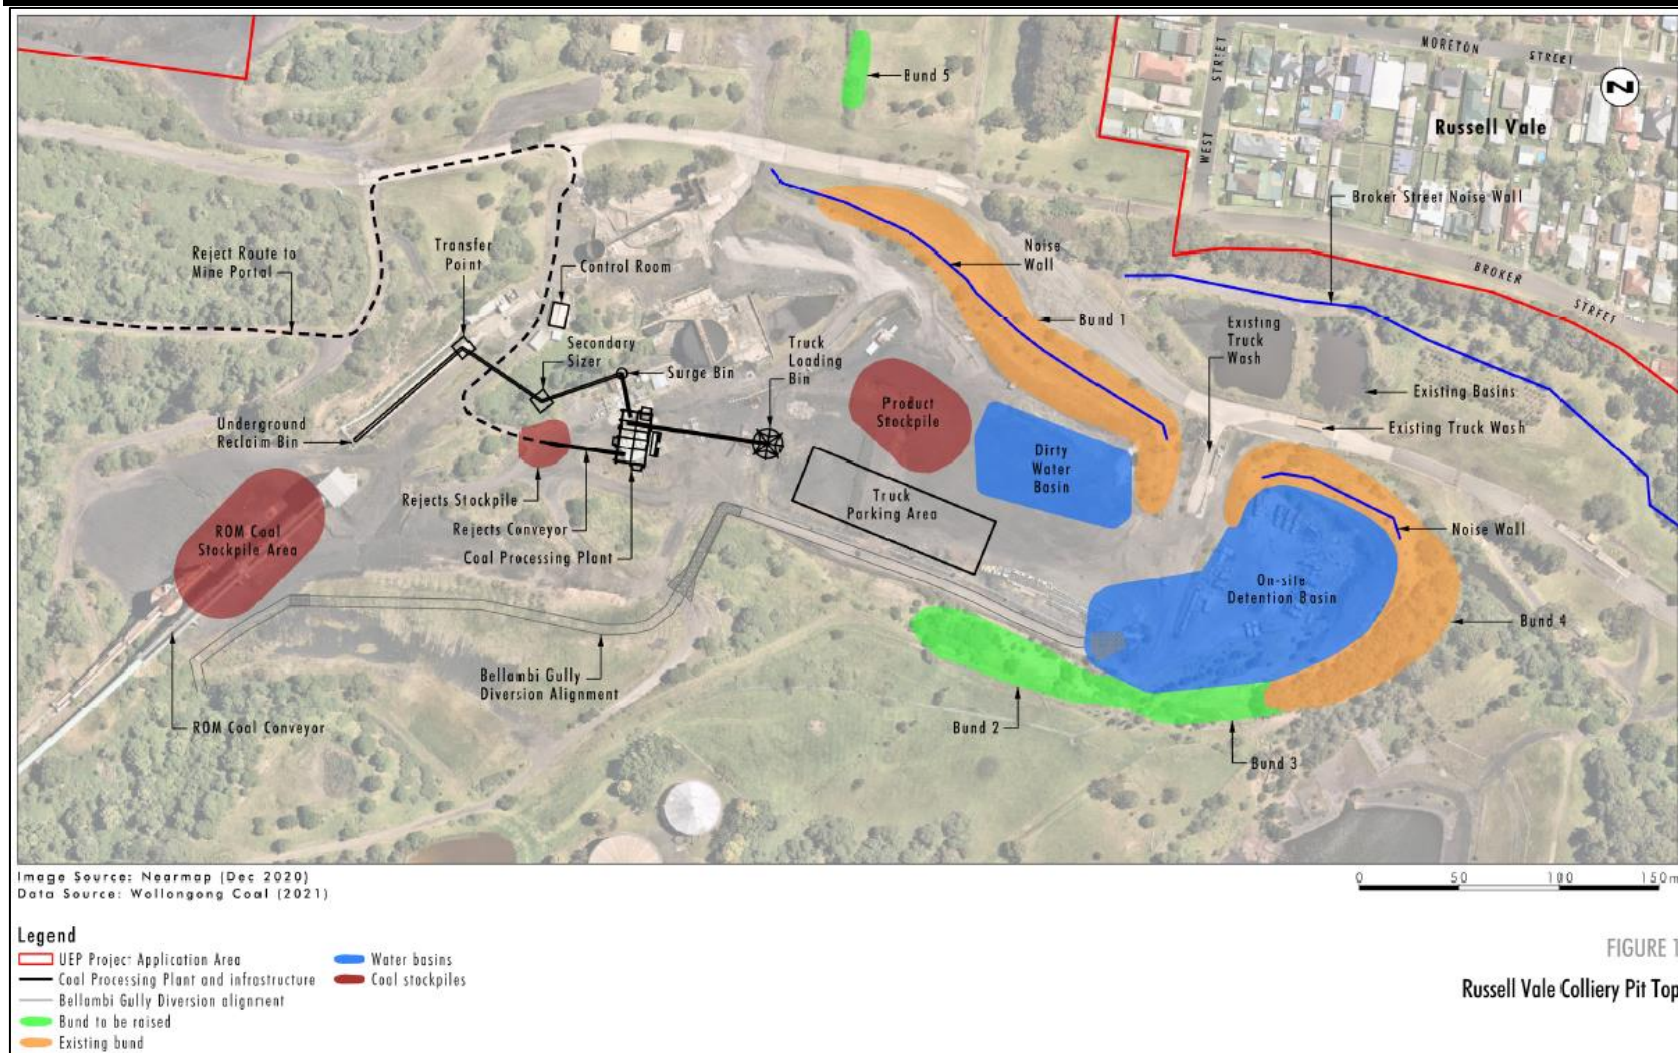 Bund 5
MORETON STREET
WEST STREET
N
Russell Vale
Broker Street Noise Wall
BROKER STREET
Reject Route to
Mine Portal
Transfer
Point
Control Room
Noise
Wall
Bund 1
Secondary
Sizer
Surge Bin
Truck
Loading
Bin
Existing
Truck
Wash
Existing Basins
Existing Truck Wash
Underground
Reclaim Bin
Product
Stockpile
Dirty
Water
Basin
Rejects Stockpile
Rejects Conveyor
Coal Processing Plant
Truck
Parking Area
ROM Coal
Stockpile Area
Noise Wall
On-site
Detention Basin
Bund 4
Bellambi Gully
Diversion Alignment
ROM Coal Conveyor
Bund 2
Bund 3
Image Source: Nearmap (Dec 2020)
Data Source: Wollongong Coal (2021)
0 50 100 150m
Legend
UEP Project Application Area
Coal Processing Plant and infrastructure
Bellambi Gully Diversion alignment
Bund to be raised
Existing bund
Water basins
Coal stockpiles
FIGURE 1
Russell Vale Colliery Pit Top